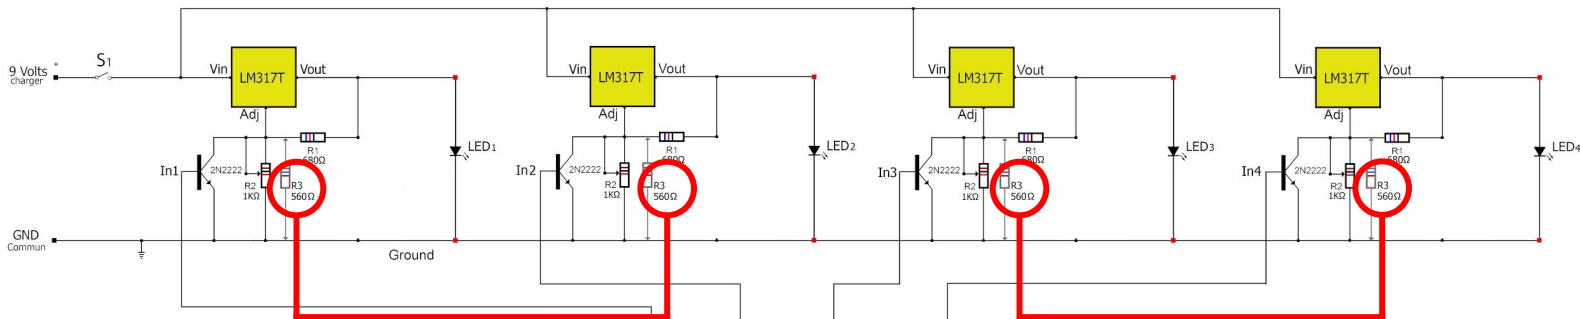 9 Volts
charger
+
S1
Vin
LM317T
Vout
Adj
In1
2N2222
R1
680Ω
R2
1KΩ
R3
560Ω
LED1
Vin
LM317T
Vout
Adj
In2
2N2222
R1
680Ω
R2
1KΩ
R3
560Ω
LED2
Vin
LM317T
Vout
Adj
In3
2N2222
R1
680Ω
R2
1KΩ
R3
560Ω
LED3
Vin
LM317T
Vout
Adj
In4
2N2222
R1
680Ω
R2
1KΩ
R3
560Ω
LED4
GND
Commun
Ground